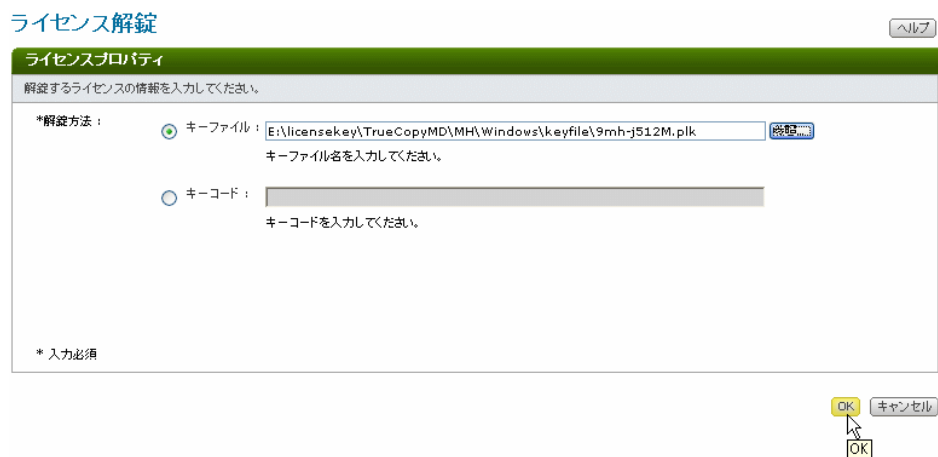 ライセンス解錠
ヘルプ
ライセンスプロパティ
解錠するライセンスの情報を入力してください。
*解錠方法：
キーファイル：
E:\licensekey\TrueCopyMD\MH\Windows\keyfile\9mh-j512M.plk
参照...
キーファイル名を入力してください。
キーコード：
キーコードを入力してください。
* 入力必須
OK
キャンセル
OK